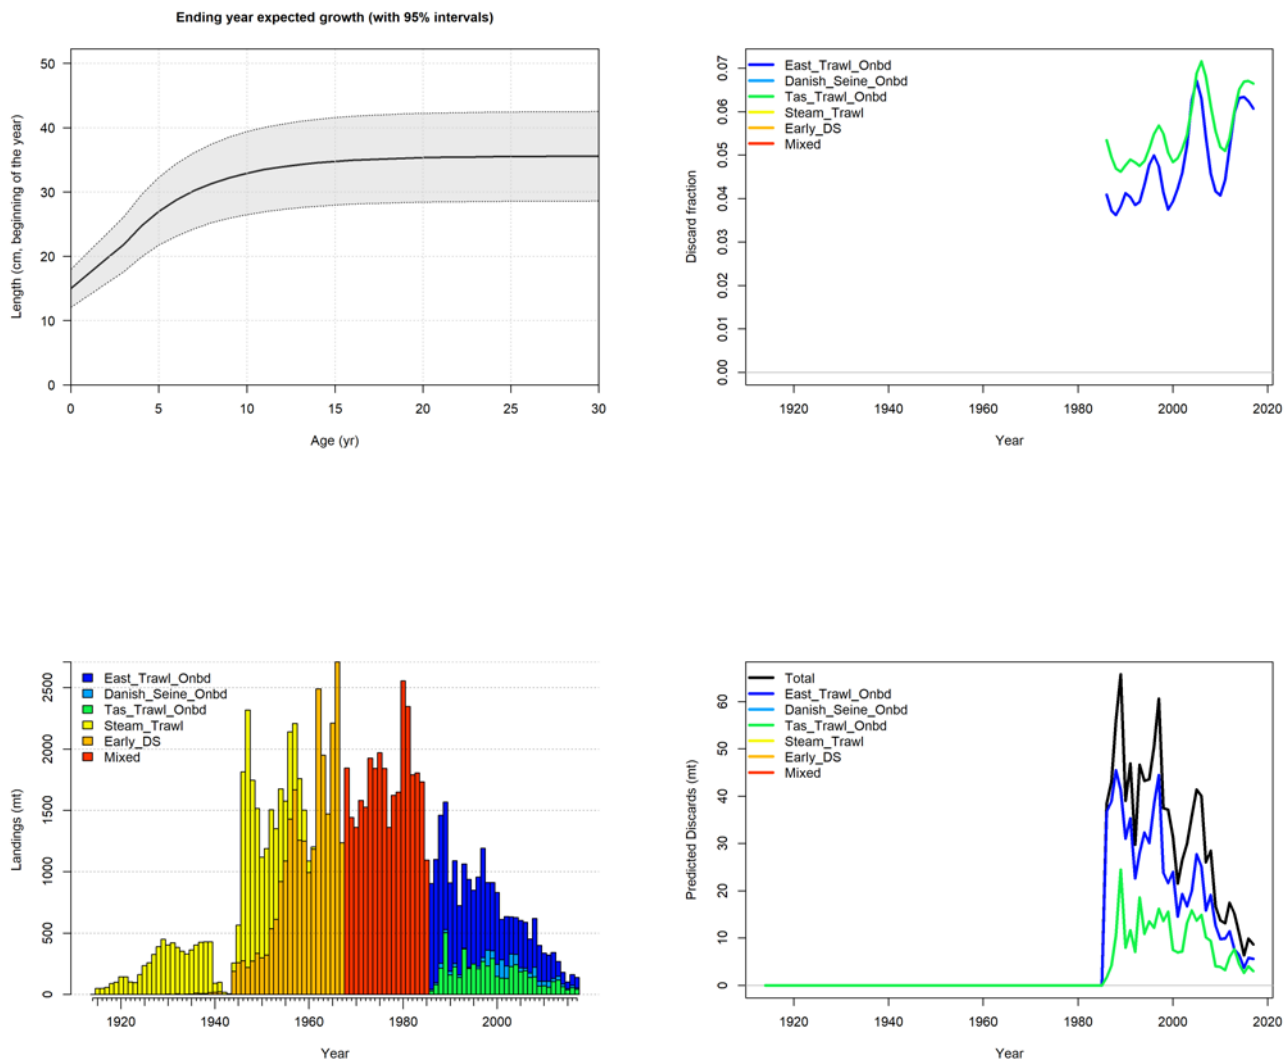 Ending year expected growth (with 95% intervals)
Length (cm, beginning of the year)
50
40
30
20
10
0
0 5 10 15 20 25 30
Age (yr)
East_Trawl_Onbd
Danish_Seine_Onbd
Tas_Trawl_Onbd
Steam_Trawl
Early_DS
Mixed
Discard fraction
0.07
0.06
0.05
0.04
0.03
0.02
0.01
0.00
1920 1940 1960 1980 2000 2020
Year
East_Trawl_Onbd
Danish_Seine_Onbd
Tas_Trawl_Onbd
Steam_Trawl
Early_DS
Mixed
Landings (mt)
2500
2000
1500
1000
500
0
1920 1940 1960 1980 2000
Year
Total
East_Trawl_Onbd
Danish_Seine_Onbd
Tas_Trawl_Onbd
Steam_Trawl
Early_DS
Mixed
Predicted Discards (mt)
60
50
40
30
20
10
0
1920 1940 1960 1980 2000 2020
Year